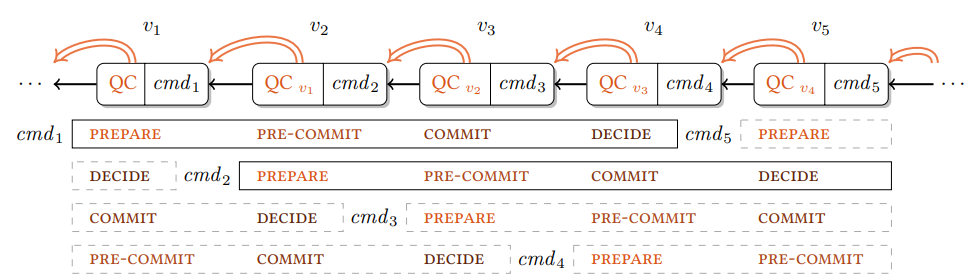 v₁ v₂ v₃ v₄ v₅
··· QC cmd₁ QC v₁ cmd₂ QC v₂ cmd₃ QC v₃ cmd₄ QC v₄ cmd₅ ···
cmd₁ PREPARE PRE-COMMIT COMMIT DECIDE cmd₅ PREPARE
DECIDE cmd₂ PREPARE PRE-COMMIT COMMIT DECIDE
COMMIT DECIDE cmd₃ PREPARE PRE-COMMIT COMMIT
PRE-COMMIT COMMIT DECIDE cmd₄ PREPARE PRE-COMMIT